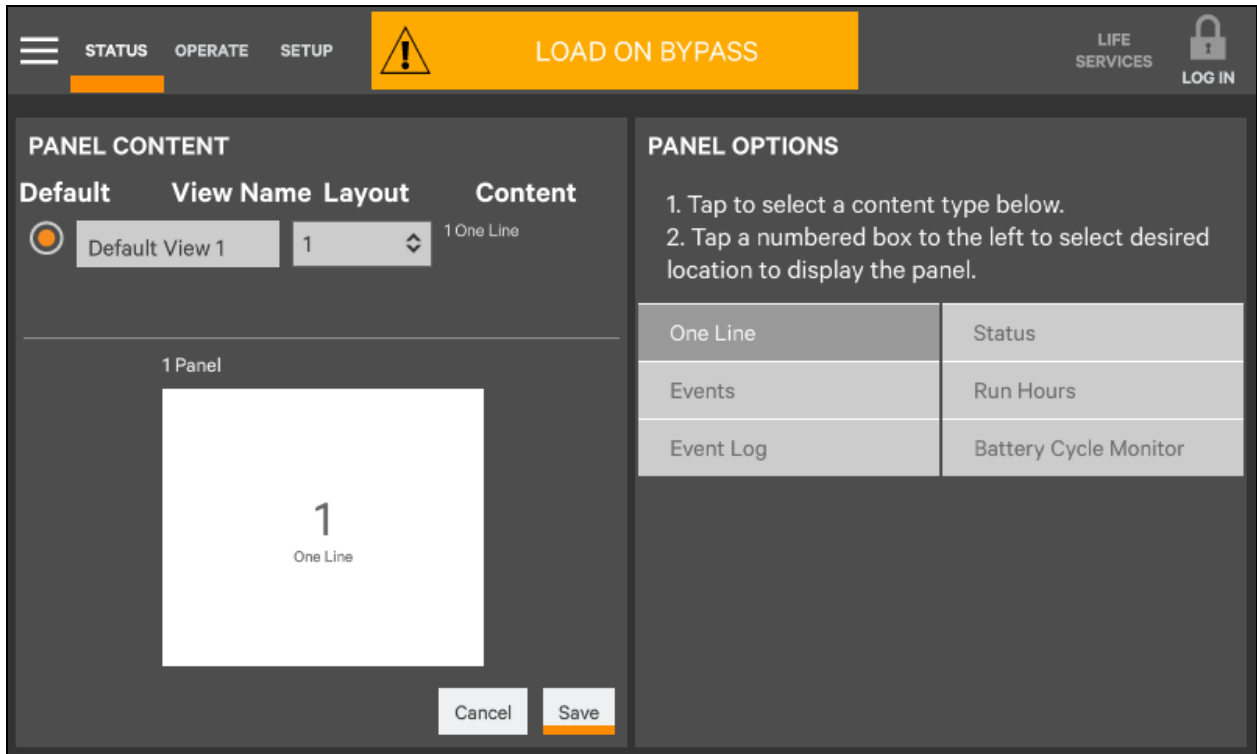 STATUS OPERATE SETUP LOAD ON BYPASS LIFE
SERVICES
LOG IN
PANEL CONTENT
Default View Name Layout Content
Default View 1 1 1 One Line
1 Panel
1
One Line
Cancel Save
PANEL OPTIONS
1. Tap to select a content type below.
2. Tap a numbered box to the left to select desired
location to display the panel.
One Line Status
Events Run Hours
Event Log Battery Cycle Monitor